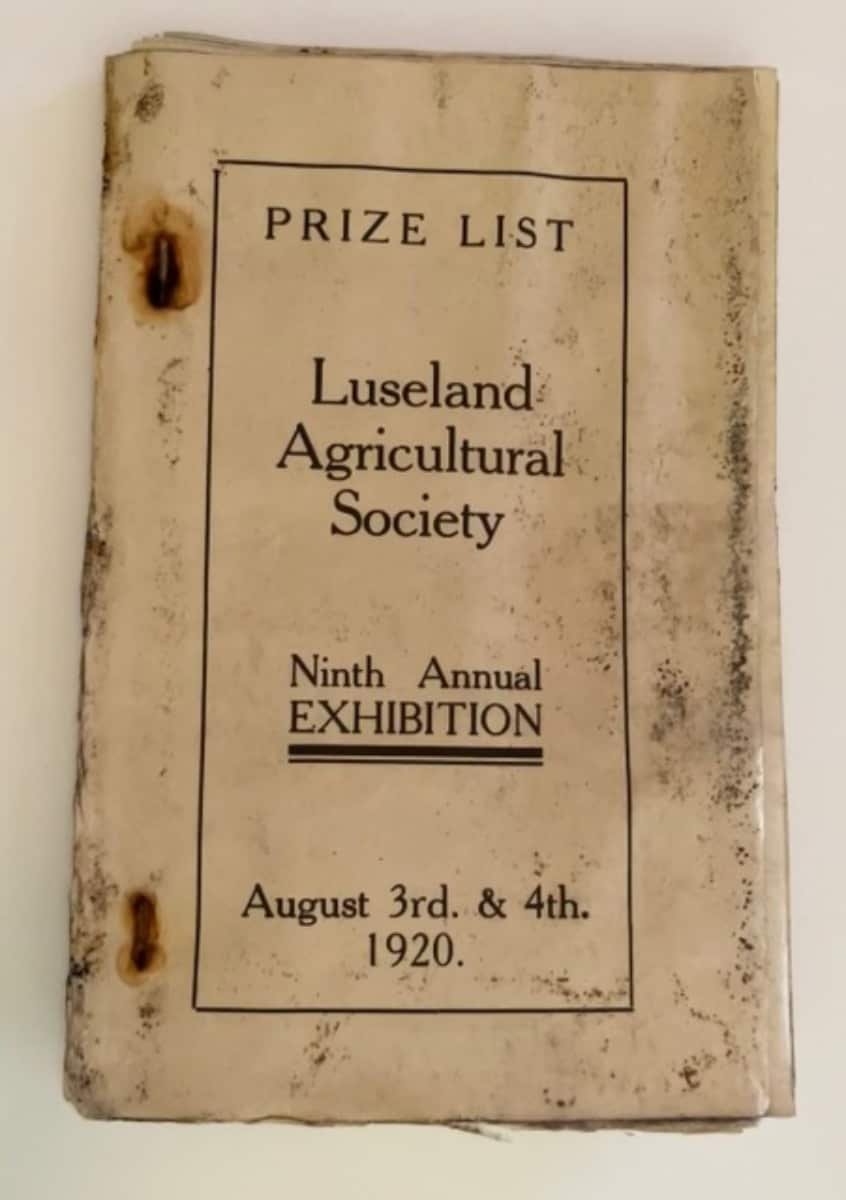 PRIZE LIST
Luseland
Agricultural
Society
Ninth Annual
EXHIBITION
August 3rd. & 4th.
1920.